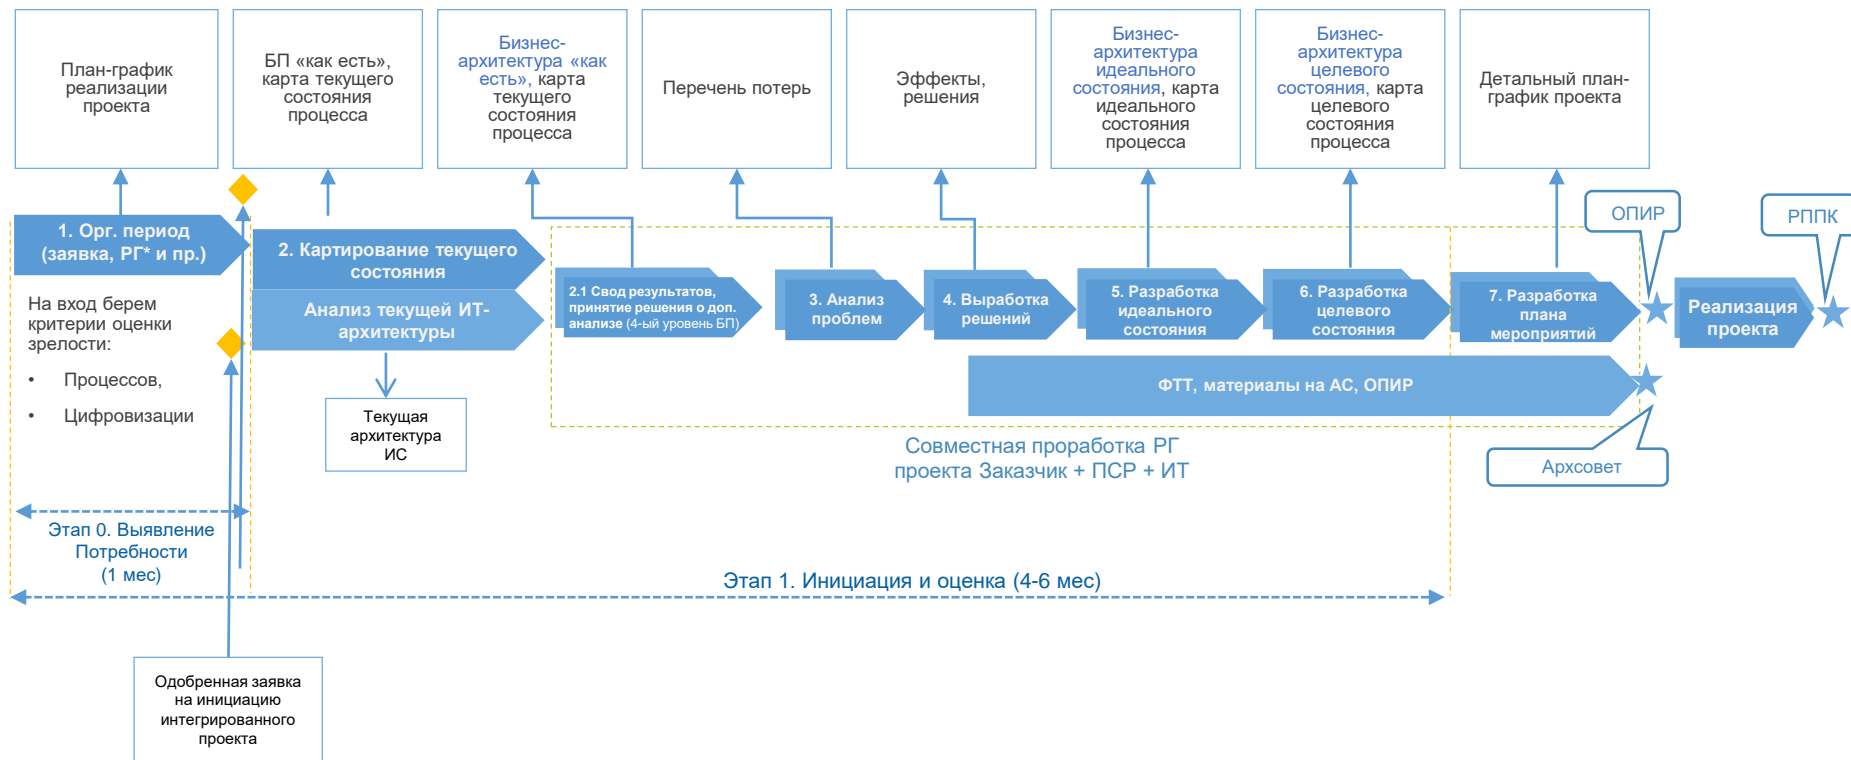 План-график
реализации
проекта
БП «как есть»,
карта текущего
состояния
процесса
Бизнес-
архитектура «как
есть», карта
текущего
состояния
процесса
Перечень потерь
Эффекты,
решения
Бизнес-
архитектура
идеального
состояния, карта
идеального
состояния
процесса
Бизнес-
архитектура
целевого
состояния, карта
целевого
состояния
процесса
Детальный план-
график проекта
ОПИР
РППК
1. Орг. период
(заявка, РГ* и пр.)
2. Картирование текущего
состояния
Анализ текущей ИТ-
архитектуры
2.1 Свод результатов,
принятие решения о доп.
анализе (4-ый уровень БП)
3. Анализ
проблем
4. Выработка
решений
5. Разработка
идеального
состояния
6. Разработка
целевого
состояния
7. Разработка
плана
мероприятий
Реализация
проекта
На вход берем
критерии оценки
зрелости:
• Процессов,
• Цифровизации
ФТТ, материалы на АС, ОПИР
Текущая
архитектура
ИС
Совместная проработка РГ
проекта Заказчик + ПСР + ИТ
Архсовет
Этап 0. Выявление
Потребности
(1 мес)
Этап 1. Инициация и оценка (4-6 мес)
Одобренная заявка
на инициацию
интегрированного
проекта